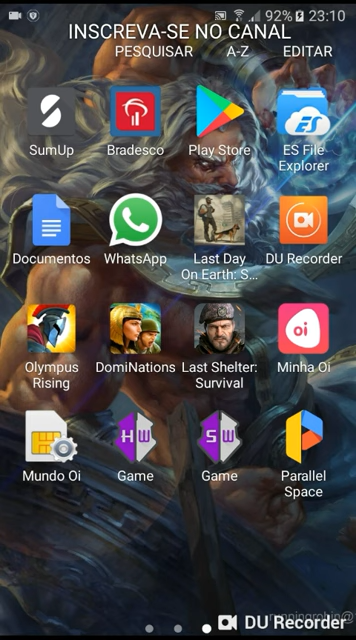 92% 23:10
INSCREVA-SE NO CANAL
PESQUISAR A-Z EDITAR
SumUp Bradesco Play Store ES File
Explorer
Documentos WhatsApp Last Day DU Recorder
On Earth: S...
Olympus DomiNations Last Shelter: Minha Oi
Rising Survival
Mundo Oi Game Game Parallel
Space
DU Recorder